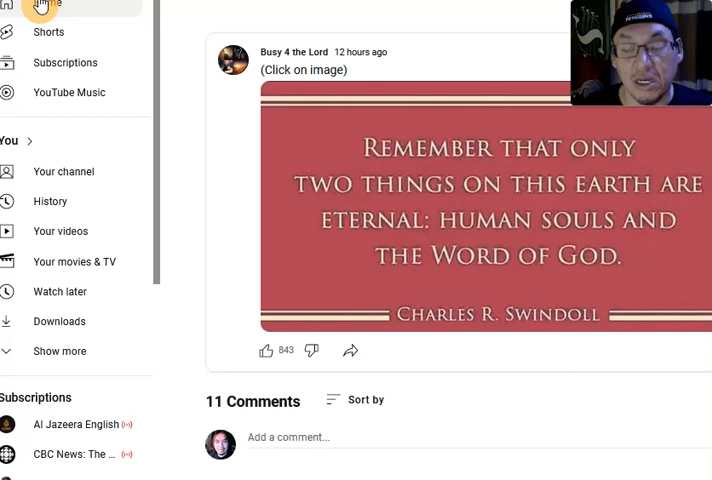 Home
Shorts
Subscriptions
YouTube Music
You
Your channel
History
Your videos
Your movies & TV
Watch later
Downloads
Show more
Subscriptions
Al Jazeera English
CBC News: The ...
Busy 4 the Lord 12 hours ago
(Click on image)
REMEMBER THAT ONLY
TWO THINGS ON THIS EARTH ARE
ETERNAL: HUMAN SOULS AND
THE WORD OF GOD.
CHARLES R. SWINDOLL
843
11 Comments Sort by
Add a comment...